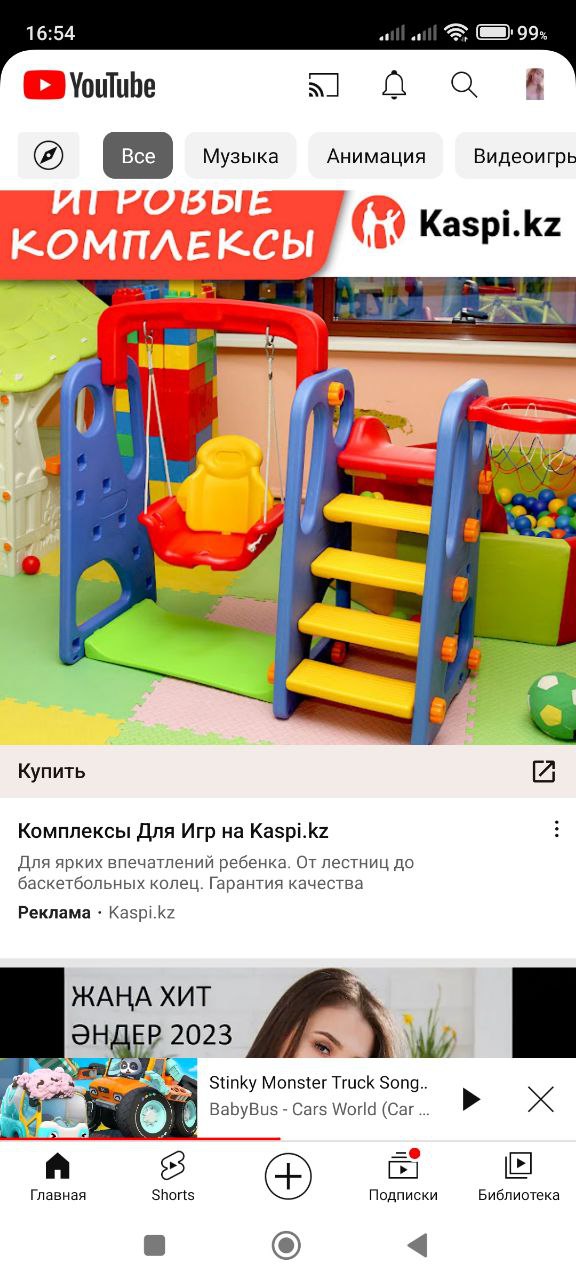 16:54
99%
YouTube
Все
Музыка
Анимация
Видеоигры
ИГРОВЫЕ
КОМПЛЕКСЫ
Kaspi.kz
Купить
Комплексы Для Игр на Kaspi.kz
Для ярких впечатлений ребенка. От лестниц до
баскетбольных колец. Гарантия качества
Реклама · Kaspi.kz
ЖАҢА ХИТ
ӘНДЕР 2023
Stinky Monster Truck Song..
BabyBus - Cars World (Car ...
Главная
Shorts
Подписки
Библиотека